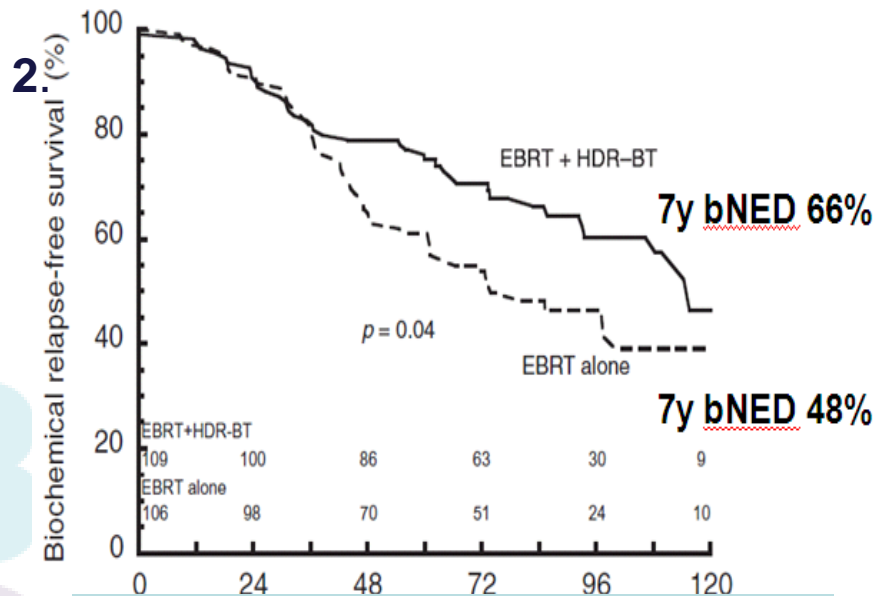 2.
Biochemical relapse-free survival (%)
100
80
60
40
20
0
EBRT + HDR–BT
7y bNED 66%
p = 0.04
EBRT alone
7y bNED 48%
EBRT+HDR-BT
109 100 86 63 30 9
EBRT alone
106 98 70 51 24 10
0 24 48 72 96 120